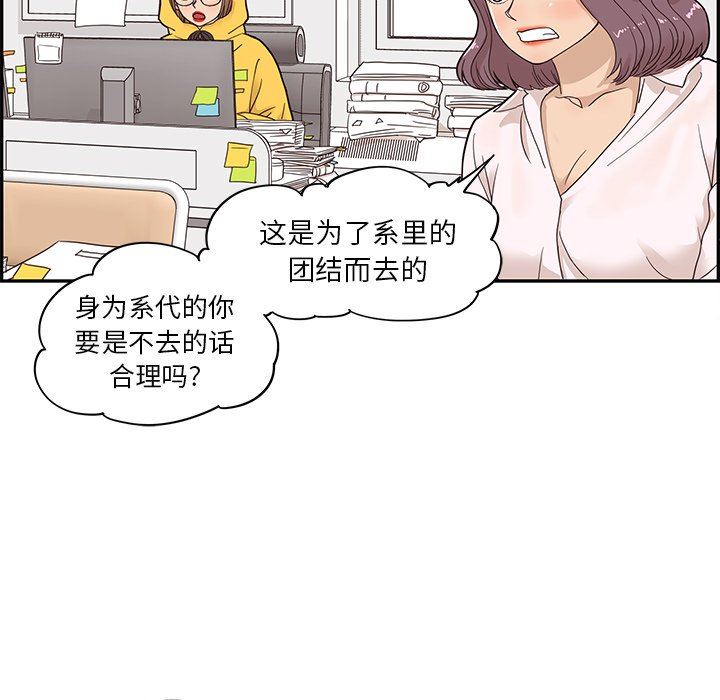 这是为了系里的
团结而去的
身为系代的你
要是不去的话
合理吗?